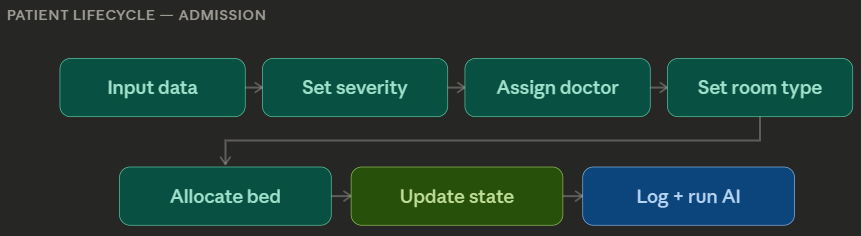 PATIENT LIFECYCLE — ADMISSION
Input data
Set severity
Assign doctor
Set room type
Allocate bed
Update state
Log + run AI